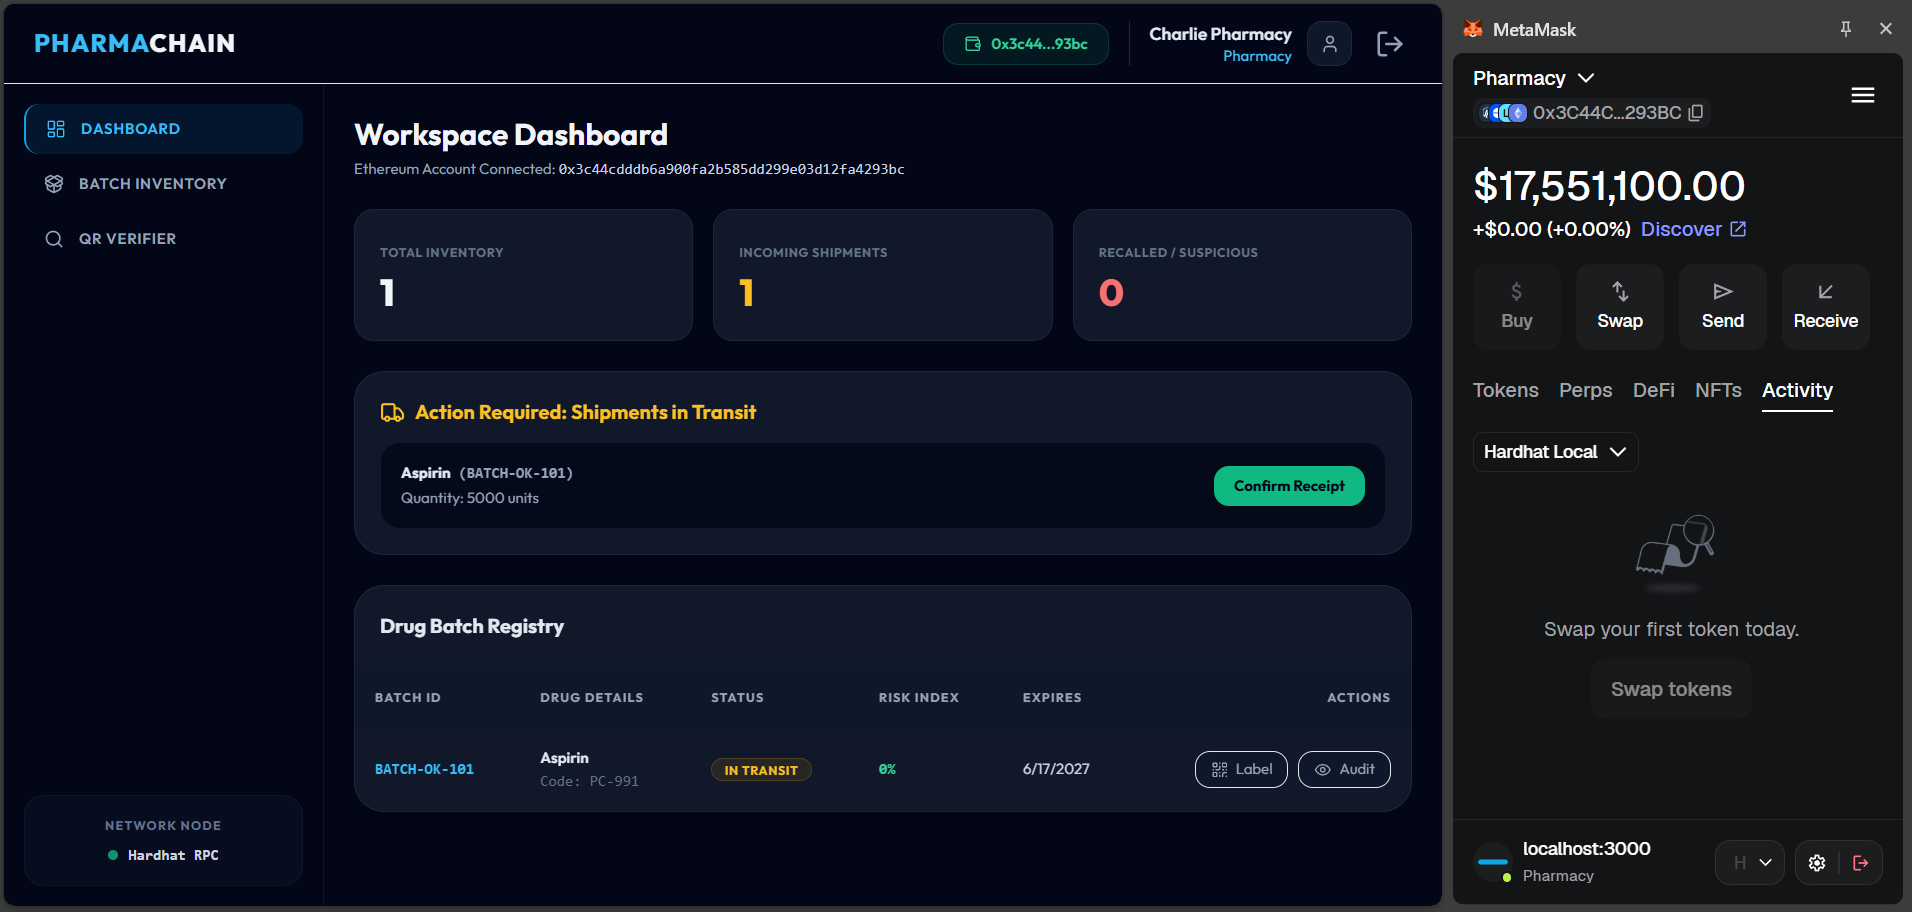 PHARMACHAIN
0x3c44...93bc
Charlie Pharmacy
Pharmacy
DASHBOARD
BATCH INVENTORY
QR VERIFIER
NETWORK NODE
Hardhat RPC
Workspace Dashboard
Ethereum Account Connected: 0x3c44cdddb6a900fa2b585dd299e03d12fa4293bc
TOTAL INVENTORY
1
INCOMING SHIPMENTS
1
RECALLED / SUSPICIOUS
0
Action Required: Shipments in Transit
Aspirin (BATCH-OK-101)
Quantity: 5000 units
Confirm Receipt
Drug Batch Registry
BATCH ID DRUG DETAILS STATUS RISK INDEX EXPIRES ACTIONS
BATCH-OK-101 Aspirin IN TRANSIT 0% 6/17/2027 Label Audit
Code: PC-991
MetaMask
Pharmacy
0x3C44C...293BC
$17,551,100.00
+$0.00 (+0.00%) Discover
$
Buy Swap Send Receive
Tokens Perps DeFi NFTs Activity
Hardhat Local
Swap your first token today.
Swap tokens
localhost:3000
Pharmacy
H